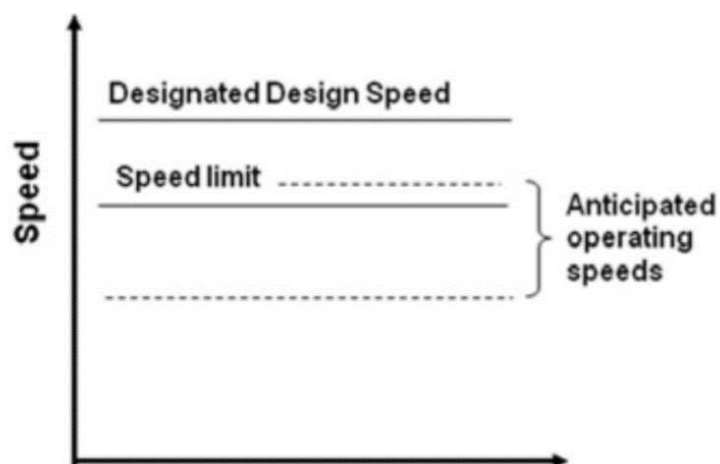 Designated Design Speed
Speed limit
Speed
Anticipated
operating
speeds